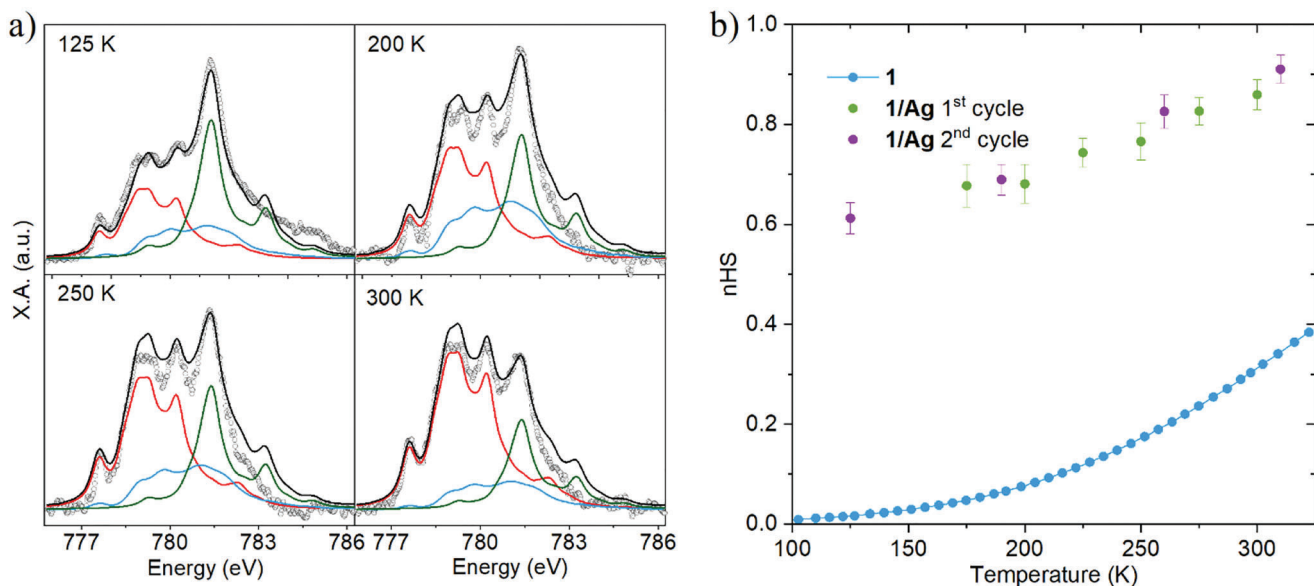 a)
125 K
200 K
250 K
300 K
X.A. (a.u.)
777 780 783 786 777 780 783 786
Energy (eV) Energy (eV)
b)
1.0
0.8
0.6
0.4
0.2
0.0
nHS
1
1/Ag 1st cycle
1/Ag 2nd cycle
100 150 200 250 300
Temperature (K)